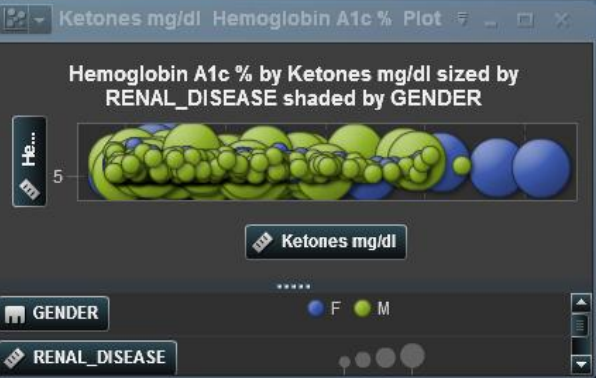 Ketones mg/dl Hemoglobin A1c % Plot
Hemoglobin A1c % by Ketones mg/dl sized by
RENAL_DISEASE shaded by GENDER
He...
5
Ketones mg/dl
GENDER
F M
RENAL_DISEASE